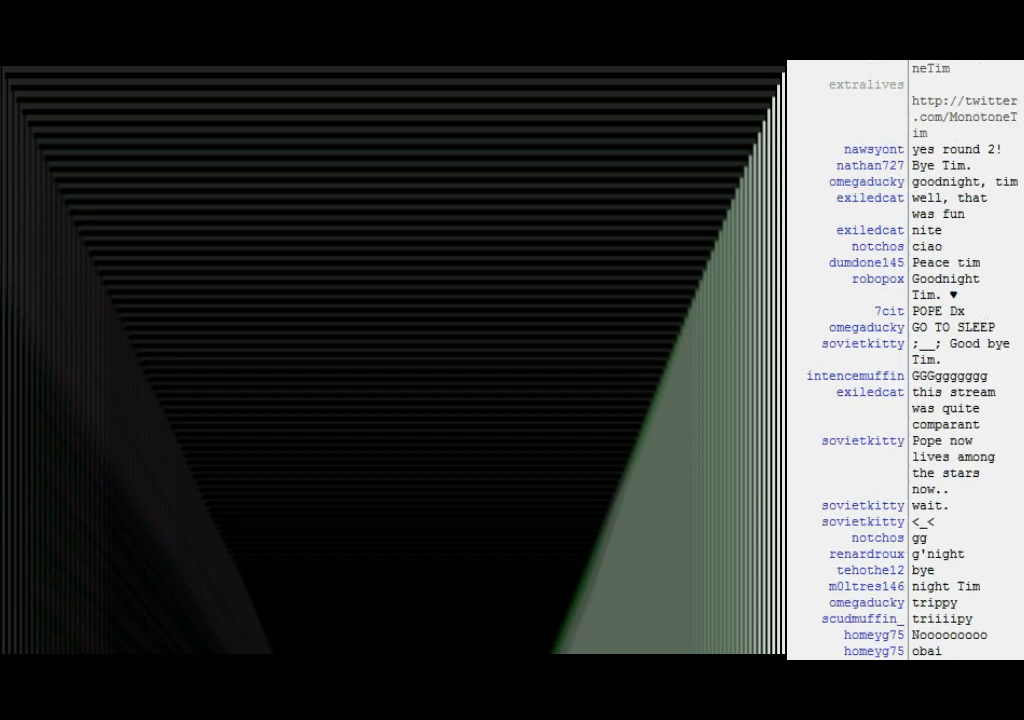 neTim
extralives
http://twitter
.com/MonotoneT
im
nawsyont yes round 2!
nathan727 Bye Tim.
omegaducky goodnight, tim
exiledcat well, that
was fun
exiledcat nite
notchos ciao
dumdone145 Peace tim
robopox Goodnight
Tim. ♥
7cit POPE Dx
omegaducky GO TO SLEEP
sovietkitty ;__; Good bye
Tim.
intencemuffin GGGggggggg
exiledcat this stream
was quite
comparant
sovietkitty Pope now
lives among
the stars
now..
sovietkitty wait.
sovietkitty <_<
notchos gg
renardroux g'night
tehothe12 bye
m0ltres146 night Tim
omegaducky trippy
scudmuffin_ triiiipy
homeyg75 Nooooooooo
homeyg75 obai